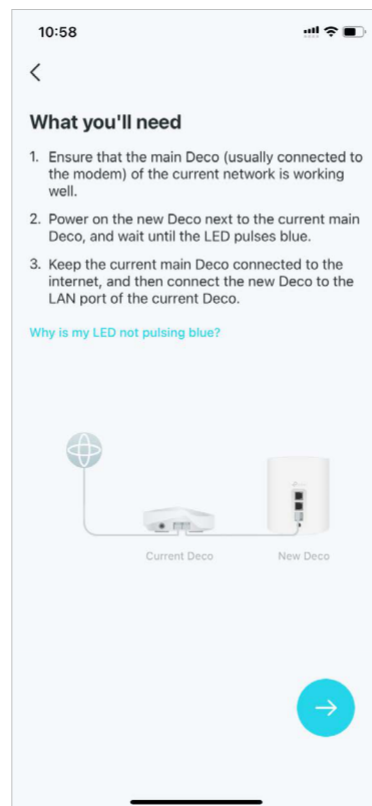 10:58
What you'll need
1. Ensure that the main Deco (usually connected to
the modem) of the current network is working
well.
2. Power on the new Deco next to the current main
Deco, and wait until the LED pulses blue.
3. Keep the current main Deco connected to the
internet, and then connect the new Deco to the
LAN port of the current Deco.
Why is my LED not pulsing blue?
Current Deco
New Deco